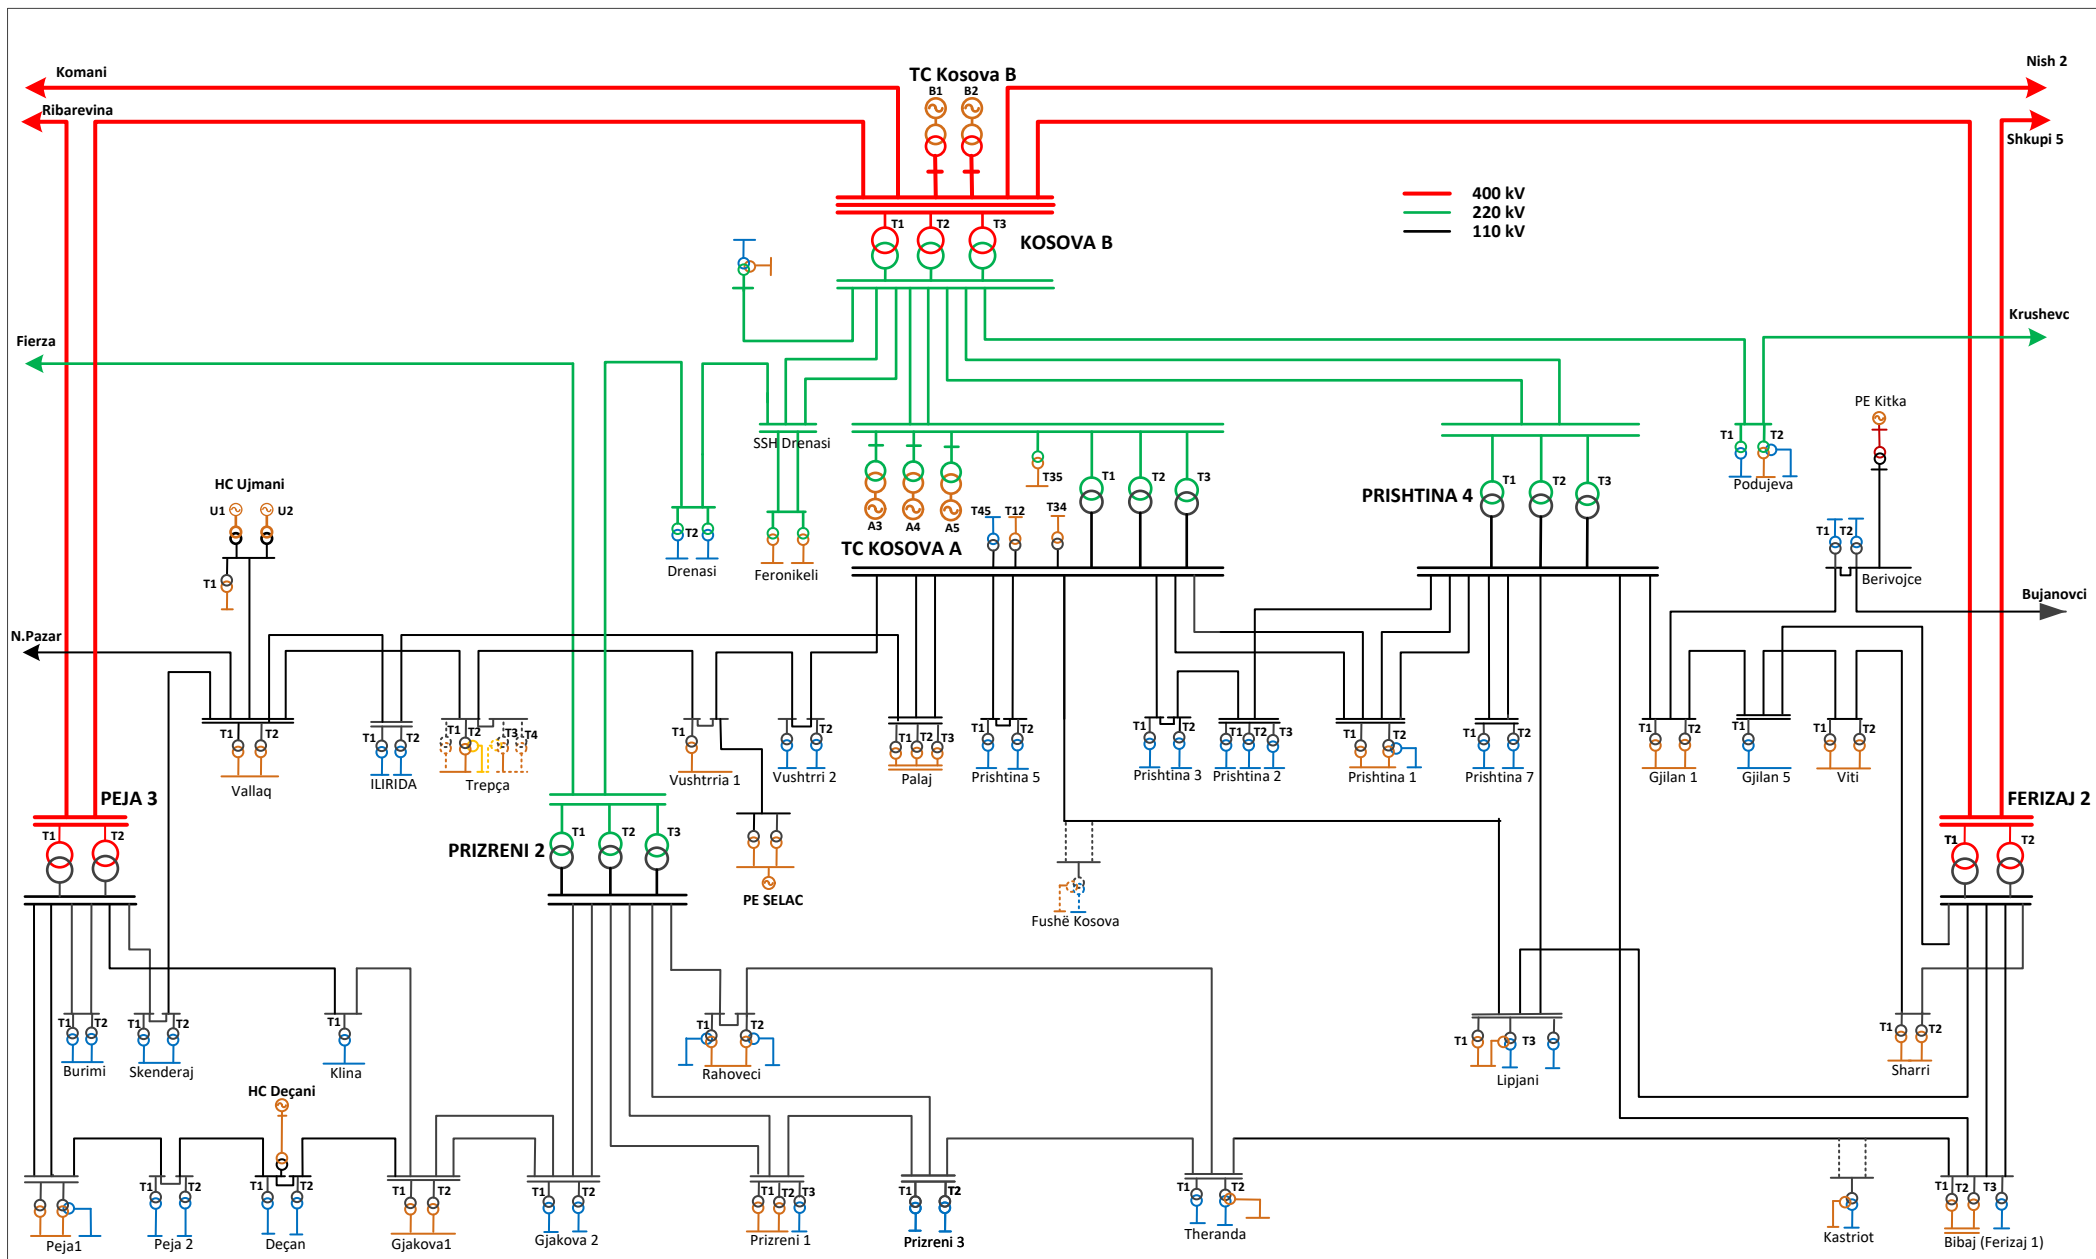 Komani
TC Kosova B
Nish 2
B1
B2
Ribarevina
Shkupi 5
400 kV
220 kV
110 kV
T1
T2
T3
KOSOVA B
Fierza
Krushevc
PE Kitka
SSH Drenasi
T1
T2
HC Ujmani
U1
U2
T35
T1
T2
T3
T1
T2
T3
PRISHTINA 4
Podujeva
T45
T12
T34
A3
A4
A5
T1
T2
T2
TC KOSOVA A
Drenasi
Feronikeli
T1
Berivojce
Bujanovci
N.Pazar
T1
T2
Vallaq
T1
T2
ILIRIDA
T1
T2
T3
T4
Trepça
T1
Vushtrria 1
T2
Vushtrri 2
T1
T2
T3
Palaj
T1
T2
Prishtina 5
T1
T2
Prishtina 3
T1
T2
T3
Prishtina 2
T1
T2
Prishtina 1
T1
T2
Prishtina 7
T1
T2
Gjilan 1
T1
Gjilan 5
T1
T2
Viti
PEJA 3
T1
T2
PRIZRENI 2
T1
T2
T3
PE SELAC
Fushë Kosova
FERIZAJ 2
T1
T2
T1
T2
Burimi
T1
T2
Skenderaj
T1
Klina
T1
T2
Rahoveci
T1
T3
Lipjani
T1
T2
Sharri
HC Deçani
Peja1
T1
T2
Peja 2
T1
T2
Deçan
T1
T2
Gjakova1
T1
T2
Gjakova 2
T1
T2
T3
Prizreni 1
T1
T2
Prizreni 3
T1
T2
Theranda
Kastriot
T1
T2
T3
Bibaj (Ferizaj 1)